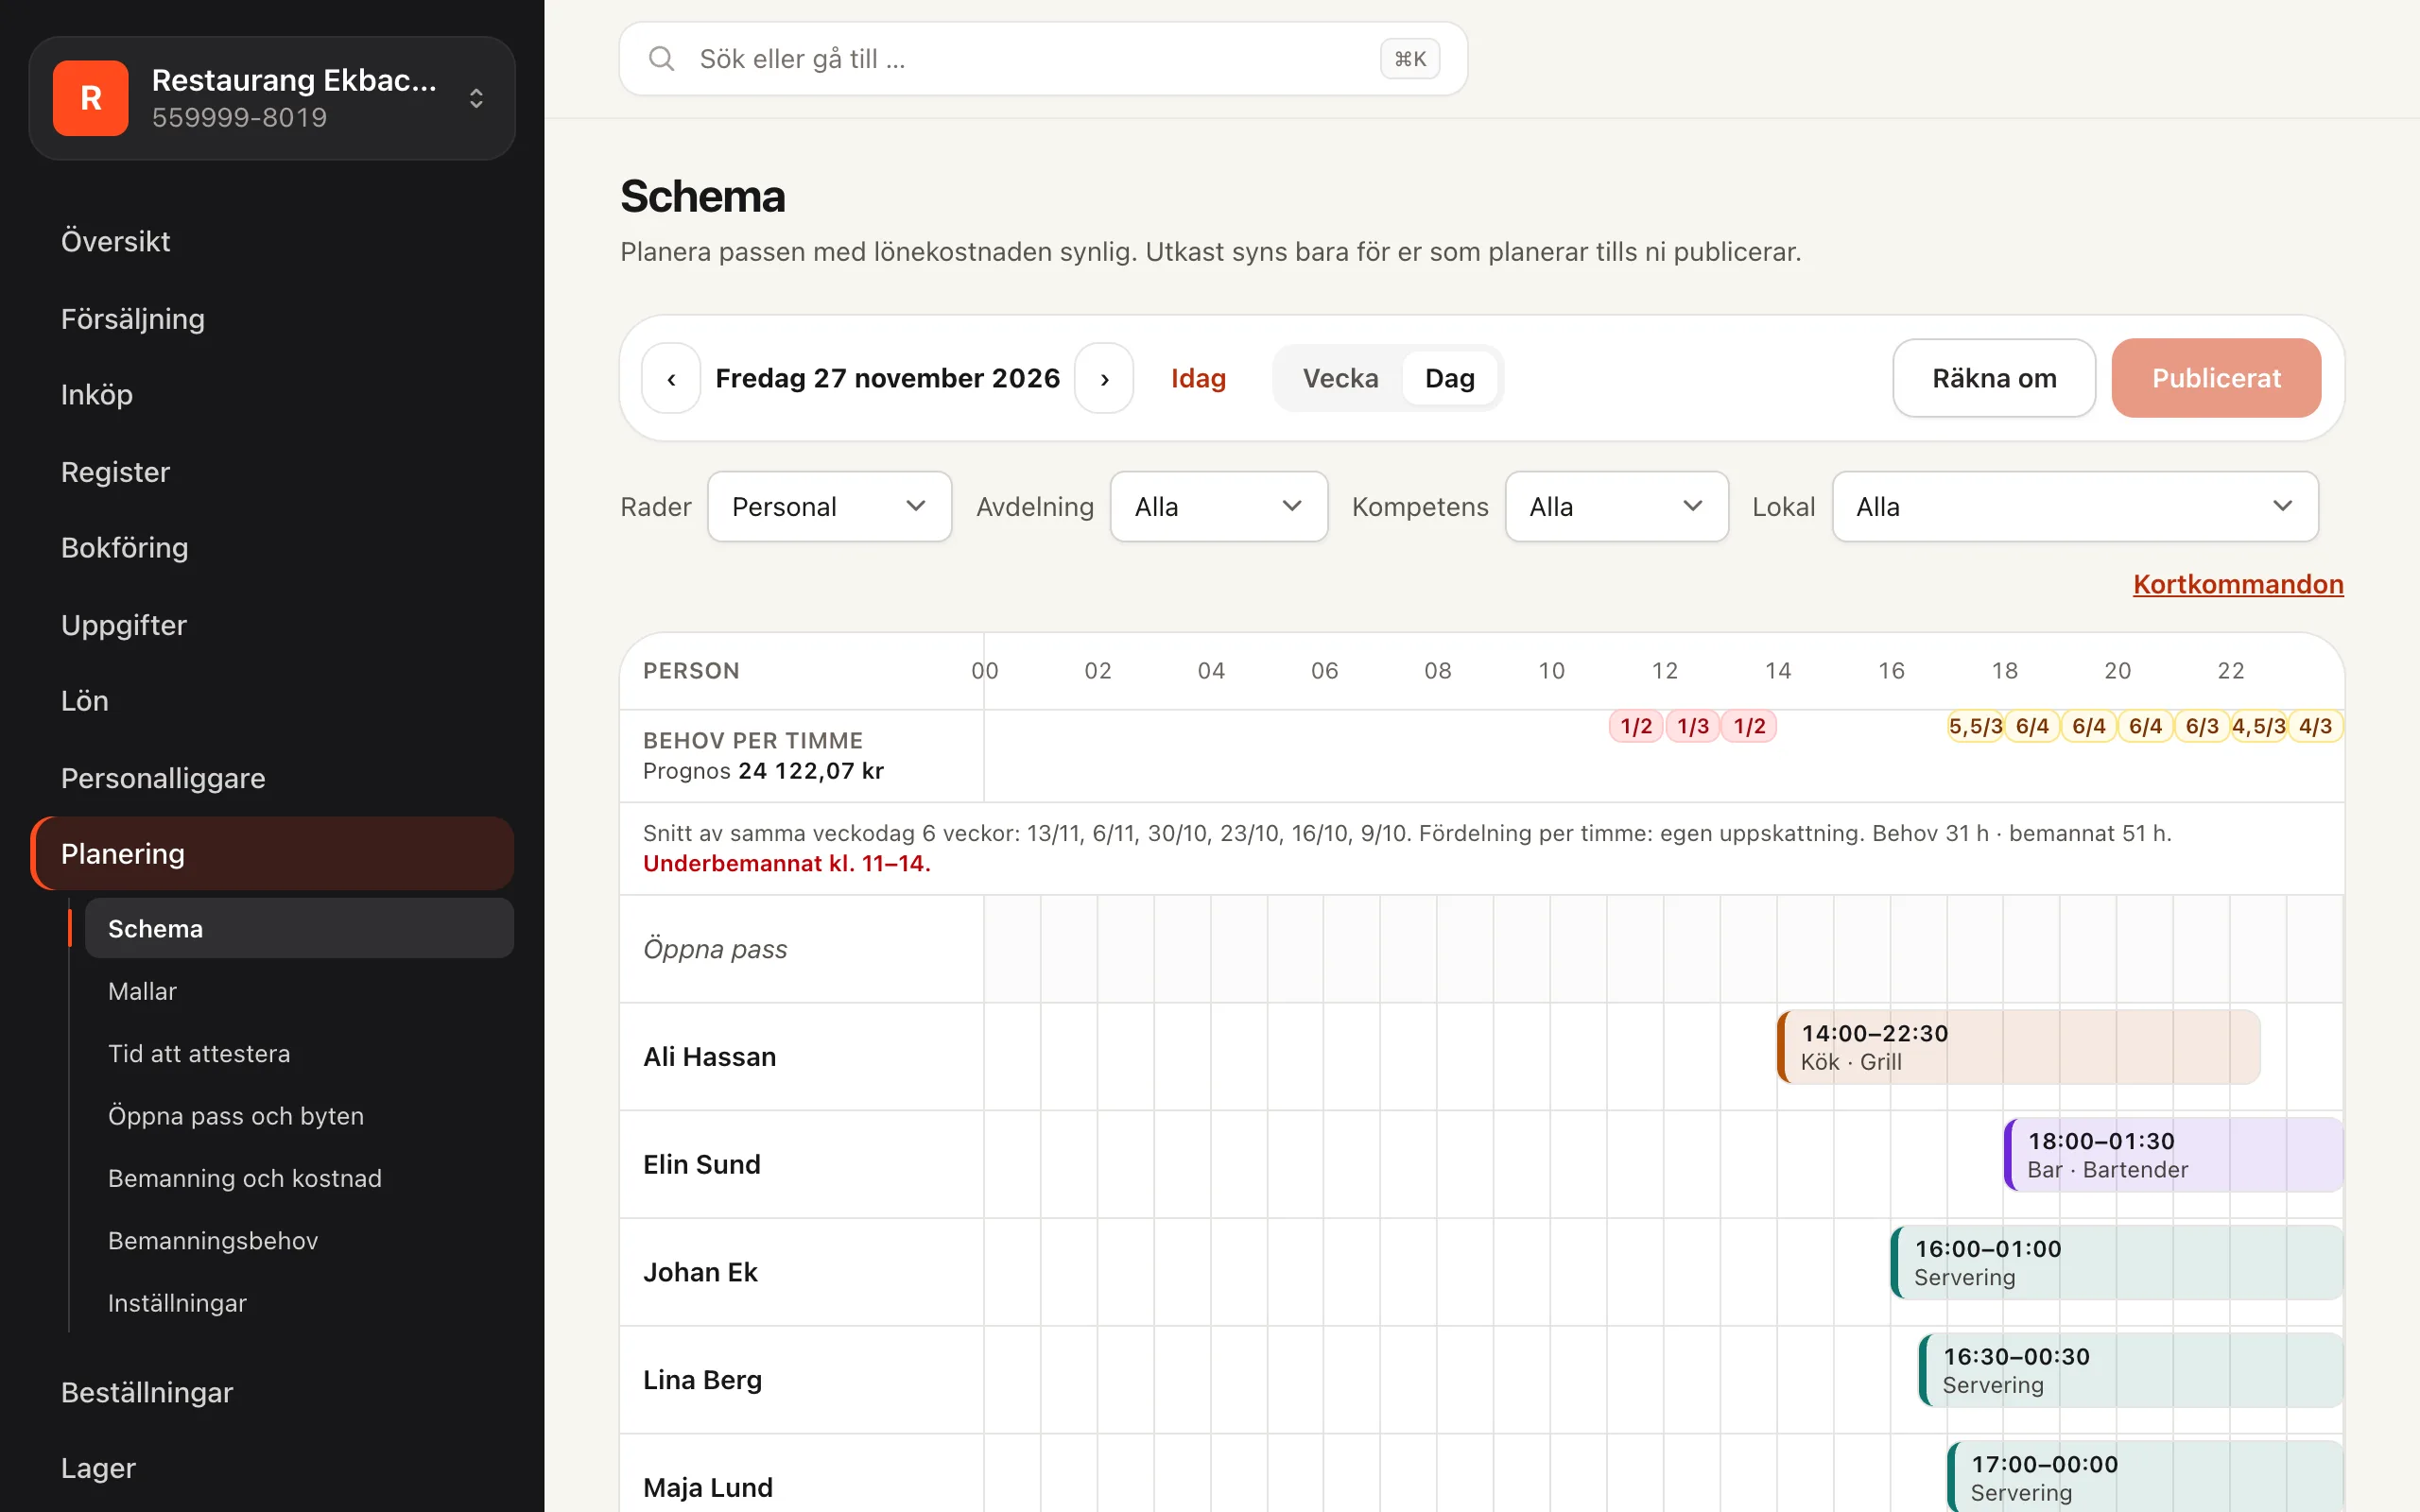 R
Restaurang Ekbac...
559999-8019
Översikt
Försäljning
Inköp
Register
Bokföring
Uppgifter
Lön
Personalliggare
Planering
Schema
Mallar
Tid att attestera
Öppna pass och byten
Bemanning och kostnad
Bemanningsbehov
Inställningar
Beställningar
Lager
Sök eller gå till ...
⌘K
Schema
Planera passen med lönekostnaden synlig. Utkast syns bara för er som planerar tills ni publicerar.
‹ Fredag 27 november 2026 › Idag Vecka Dag Räkna om Publicerat
Rader Personal Avdelning Alla Kompetens Alla Lokal Alla
Kortkommandon
PERSON 00 02 04 06 08 10 12 14 16 18 20 22
BEHOV PER TIMME 1/2 1/3 1/2 5,5/3 6/4 6/4 6/4 6/3 4,5/3 4/3
Prognos 24 122,07 kr
Snitt av samma veckodag 6 veckor: 13/11, 6/11, 30/10, 23/10, 16/10, 9/10. Fördelning per timme: egen uppskattning. Behov 31 h · bemannat 51 h.
Underbemannat kl. 11–14.
Öppna pass
Ali Hassan
14:00–22:30
Kök · Grill
Elin Sund
18:00–01:30
Bar · Bartender
Johan Ek
16:00–01:00
Servering
Lina Berg
16:30–00:30
Servering
Maja Lund
17:00–00:00
Servering